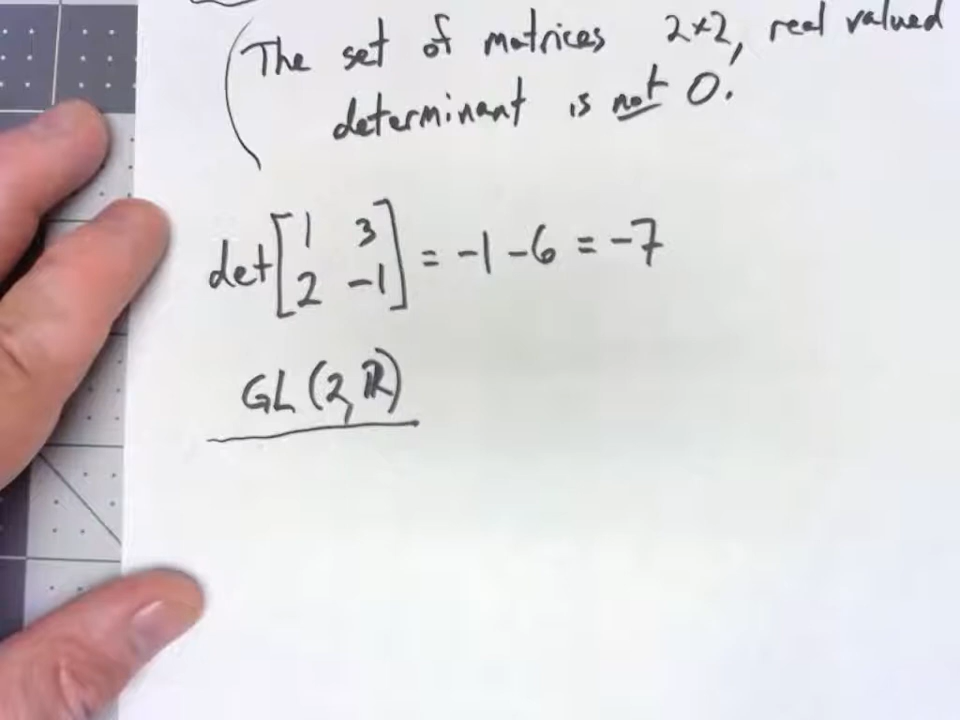 (The set of matrices 2×2, real valued
determinant is not 0.
det[1 3
2 -1] = -1 - 6 = -7
GL(2, ℝ)